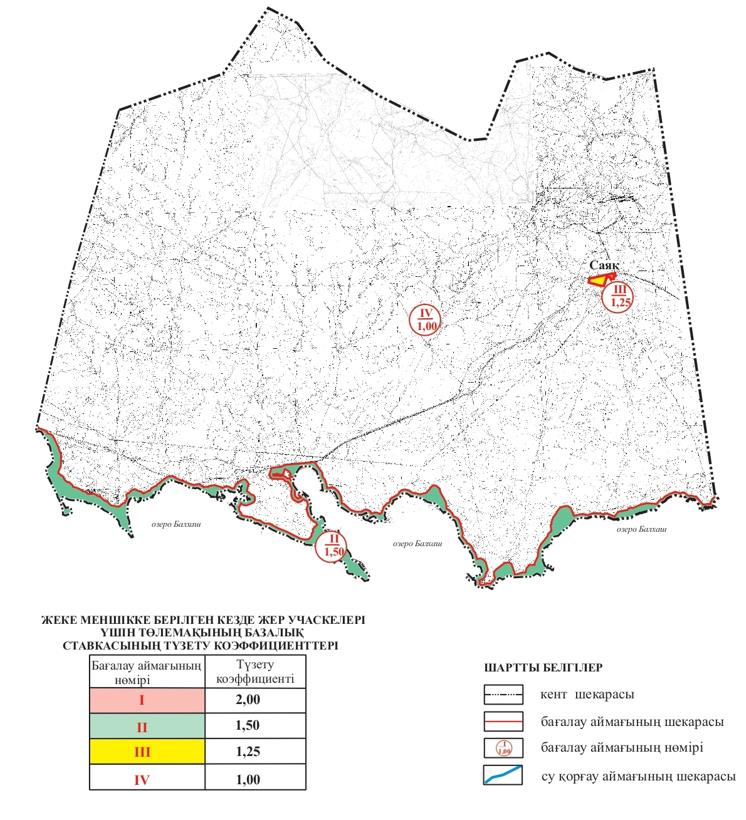 Саяқ
III
1,25
IV
1,00
озеро Балхаш
озеро Балхаш
озеро Балхаш
II
1,50
ЖЕКЕ МЕНШІККЕ БЕРІЛГЕН КЕЗДЕ ЖЕР УЧАСКЕЛЕРІ
ҮШІН ТӨЛЕМАҚЫНЫҢ БАЗАЛЫҚ
СТАВКАСЫНЫҢ ТҮЗЕТУ КОЭФФИЦИЕНТТЕРІ
Бағалау аймағының нөмірі
Түзету коэффициенті
I 2,00
II 1,50
III 1,25
IV 1,00
ШАРТТЫ БЕЛГІЛЕР
кент шекарасы
бағалау аймағының шекарасы
I
1,00
бағалау аймағының нөмірі
су қорғау аймағының шекарасы